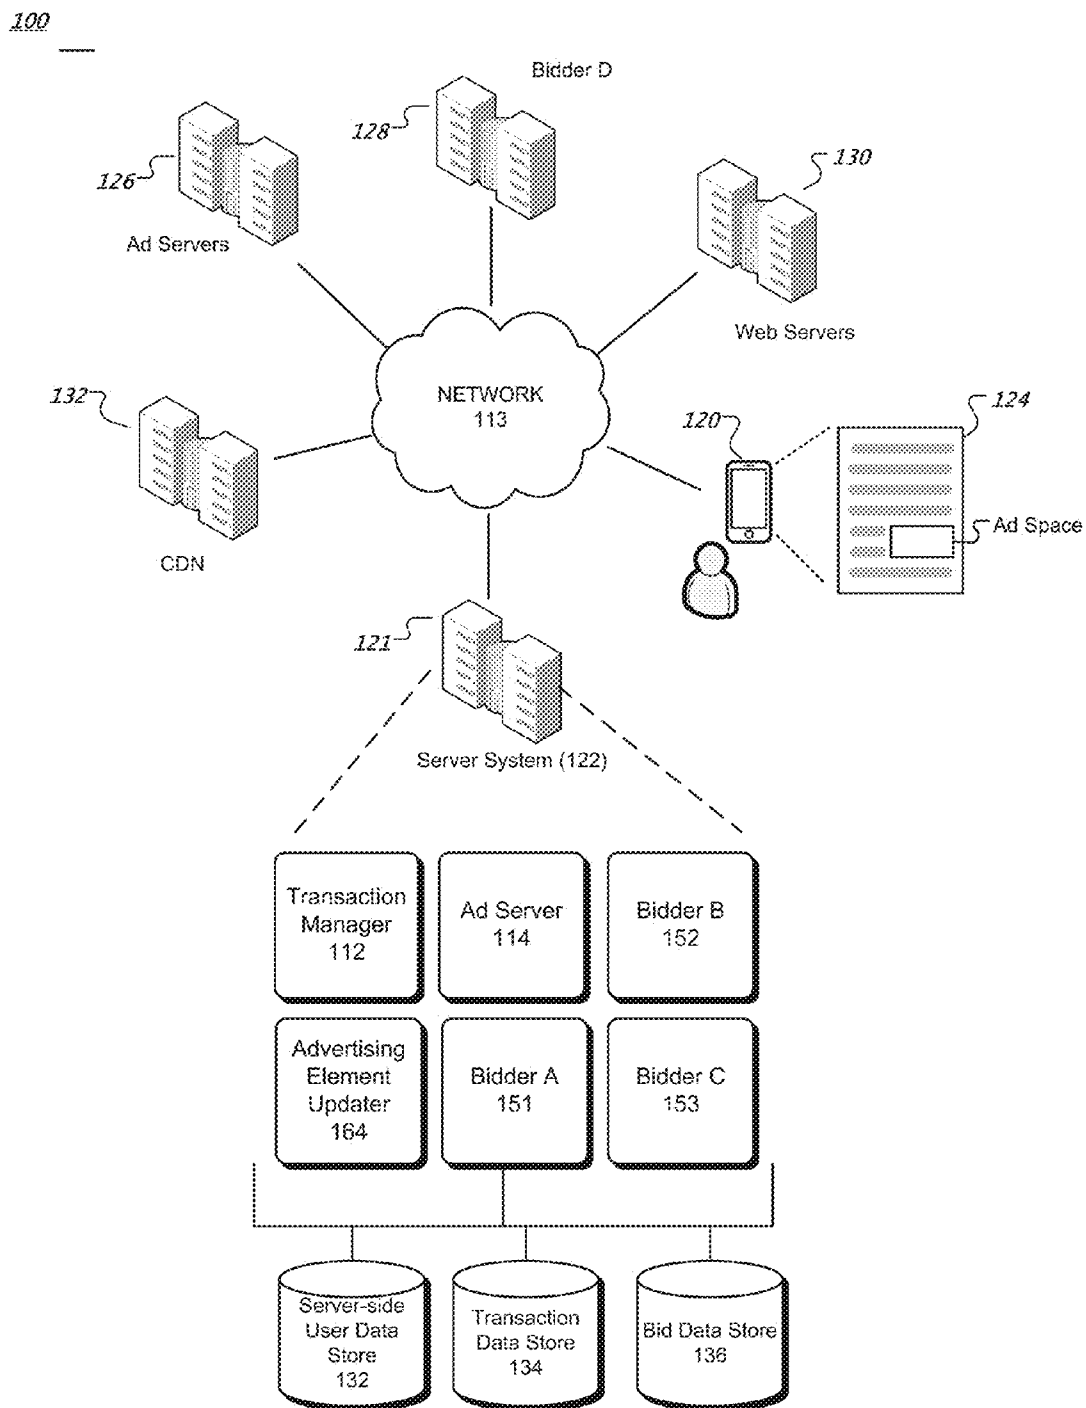 100
Bidder D
128
130
126
Ad Servers
Web Servers
NETWORK
113
132
120
124
Ad Space
CDN
121
Server System (122)
Transaction
Manager
112
Ad Server
114
Bidder B
152
Advertising
Element
Updater
164
Bidder A
151
Bidder C
153
Server-side
User Data
Store
132
Transaction
Data Store
134
Bid Data Store
136